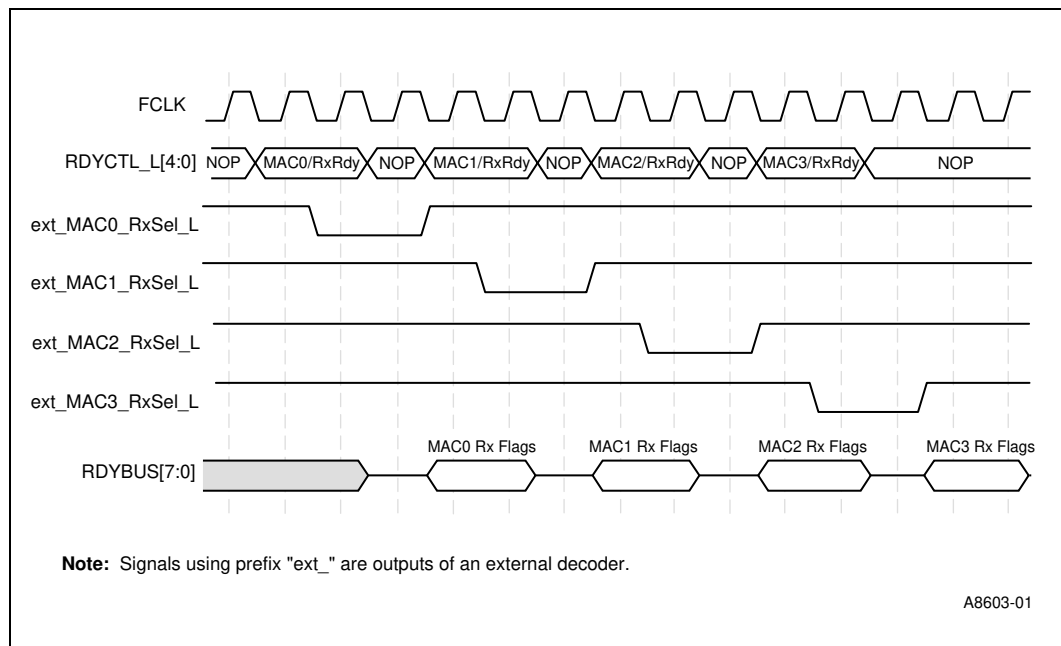 FCLK
RDYCTL_L[4:0] NOP MAC0/RxRdy NOP MAC1/RxRdy NOP MAC2/RxRdy NOP MAC3/RxRdy NOP
ext_MAC0_RxSel_L
ext_MAC1_RxSel_L
ext_MAC2_RxSel_L
ext_MAC3_RxSel_L
MAC0 Rx Flags MAC1 Rx Flags MAC2 Rx Flags MAC3 Rx Flags
RDYBUS[7:0]
Note: Signals using prefix "ext_" are outputs of an external decoder.
A8603-01